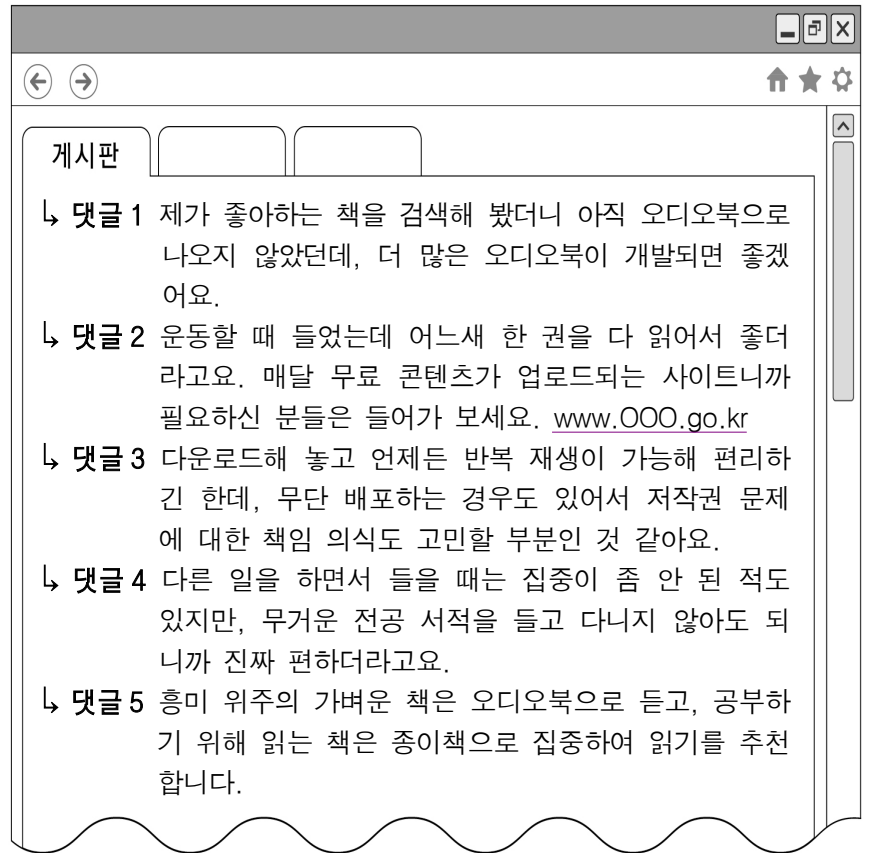 게시판
↳ 댓글 1 제가 좋아하는 책을 검색해 봤더니 아직 오디오북으로
나오지 않았던데, 더 많은 오디오북이 개발되면 좋겠
어요.
↳ 댓글 2 운동할 때 들었는데 어느새 한 권을 다 읽어서 좋더
라고요. 매달 무료 콘텐츠가 업로드되는 사이트니까
필요하신 분들은 들어가 보세요. www.OOO.go.kr
↳ 댓글 3 다운로드해 놓고 언제든 반복 재생이 가능해 편리하
긴 한데, 무단 배포하는 경우도 있어서 저작권 문제
에 대한 책임 의식도 고민할 부분인 것 같아요.
↳ 댓글 4 다른 일을 하면서 들을 때는 집중이 좀 안 된 적도
있지만, 무거운 전공 서적을 들고 다니지 않아도 되
니까 진짜 편하더라고요.
↳ 댓글 5 흥미 위주의 가벼운 책은 오디오북으로 듣고, 공부하
기 위해 읽는 책은 종이책으로 집중하여 읽기를 추천
합니다.